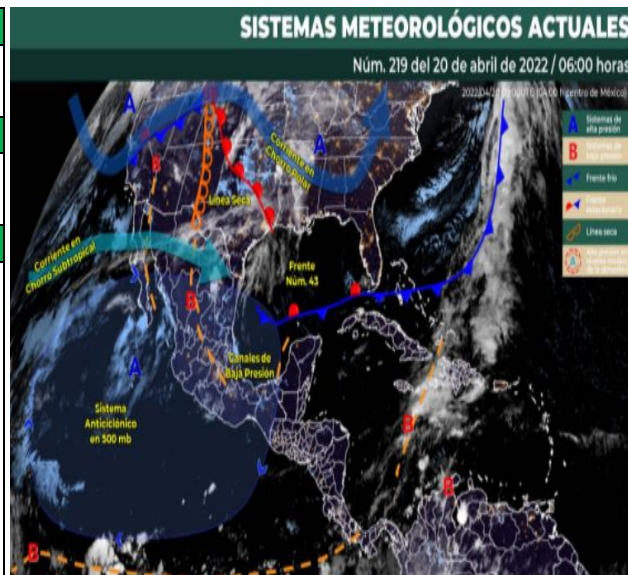 SISTEMAS METEOROLÓGICOS ACTUALES
Núm. 219 del 20 de abril de 2022 / 06:00 horas
A
A
B
B
Línea Seca
Corriente en
Chorro Polar
Corriente en
Chorro Subtropical
Frente
Núm. 43
B
A
Canales de
Baja Presión
Sistema
Anticiclónico
en 500 mb
B
B
B
A Sistemas de
alta presión
B Sistemas de
baja presión
Frente frío
Frente
estacionario
Línea seca